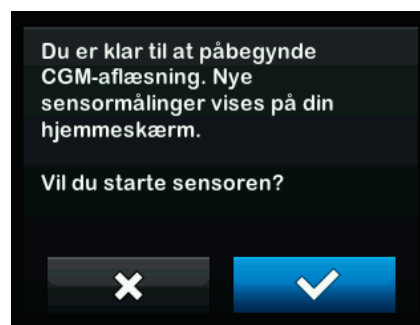 Du er klar til at påbegynde
CGM-aflæsning. Nye
sensormålinger vises på din
hjemmeskærm.
Vil du starte sensoren?